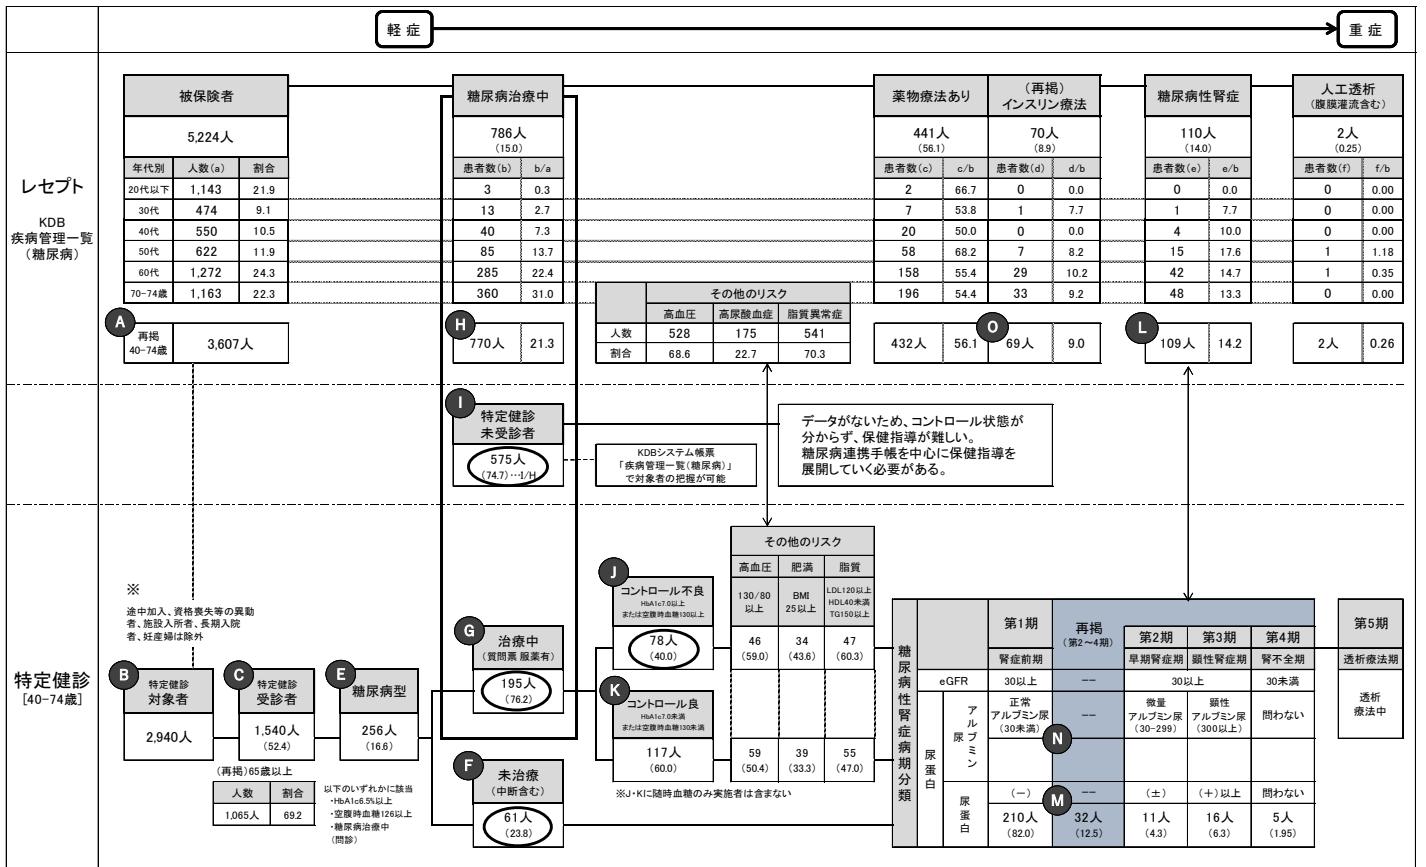 軽 症
重 症
レセプト
KDB
疾病管理一覧
（糖尿病）
被保険者
5,224人
年代別 人数(a) 割合
20代以下 1,143 21.9
30代 474 9.1
40代 550 10.5
50代 622 11.9
60代 1,272 24.3
70-74歳 1,163 22.3
A
再掲
40-74歳
3,607人
糖尿病治療中
786人
(15.0)
患者数(b) b/a
3 0.3
13 2.7
40 7.3
85 13.7
285 22.4
360 31.0
H
770人 21.3
その他のリスク
高血圧 高尿酸血症 脂質異常症
人数 528 175 541
割合 68.6 22.7 70.3
薬物療法あり
441人
(56.1)
患者数(c) c/b
2 66.7
7 53.8
20 50.0
58 68.2
158 55.4
196 54.4
432人 56.1
（再掲）
インスリン療法
70人
(8.9)
患者数(d) d/b
0 0.0
1 7.7
0 0.0
7 8.2
29 10.2
33 9.2
O
69人 9.0
糖尿病性腎症
110人
(14.0)
患者数(e) e/b
0 0.0
1 7.7
4 10.0
15 17.6
42 14.7
48 13.3
L
109人 14.2
人工透析
(腹膜灌流含む)
2人
(0.25)
患者数(f) f/b
0 0.00
0 0.00
0 0.00
1 1.18
1 0.35
0 0.00
2人 0.26
I
特定健診
未受診者
575人
(74.7)…I/H
KDBシステム帳票
「疾病管理一覧(糖尿病)」
で対象者の把握が可能
データがないため、コントロール状態が
分からず、保健指導が難しい。
糖尿病連携手帳を中心に保健指導を
展開していく必要がある。
特定健診
[40-74歳]
※
途中加入、資格喪失等の異動
者、施設入所者、長期入院
者、妊産婦は除外
B
特定健診
対象者
2,940人
C
特定健診
受診者
1,540人
(52.4)
(再掲)65歳以上
人数 割合
1,065人 69.2
E
糖尿病型
256人
(16.6)
以下のいずれかに該当
・HbA1c6.5%以上
・空腹時血糖126以上
・糖尿病治療中
(問診)
G
治療中
(質問票 服薬有)
195人
(76.2)
F
未治療
(中断含む)
61人
(23.8)
J
コントロール不良
HbA1c7.0以上
または空腹時血糖130以上
78人
(40.0)
K
コントロール良
HbA1c7.0未満
または空腹時血糖130未満
117人
(60.0)
その他のリスク
高血圧 肥満 脂質
130/80
以上
BMI
25以上
LDL120以上
HDL40未満
TG150以上
46 34 47
(59.0) (43.6) (60.3)
59 39 55
(50.4) (33.3) (47.0)
※J・Kに随時血糖のみ実施者は含まない
糖尿病性腎症病期分類
第1期
腎症前期
再掲
(第2～4期)
第2期 第3期 第4期
早期腎症期 顕性腎症期 腎不全期
第5期
透析療法期
eGFR 30以上 -- 30以上 30未満
尿蛋白
アルブミン尿
正常
アルブミン尿
(30未満)
--
微量
アルブミン尿
(30-299)
顕性
アルブミン尿
(300以上)
問わない
N
透析
療法中
尿蛋白
(－) -- (±) (＋)以上 問わない
M
210人 32人 11人 16人 5人
(82.0) (12.5) (4.3) (6.3) (1.95)